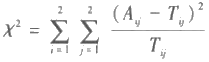 χ² = Σ_{i=1}^{2} Σ_{j=1}^{2} (A_{ij} − T_{ij})² / T_{ij}